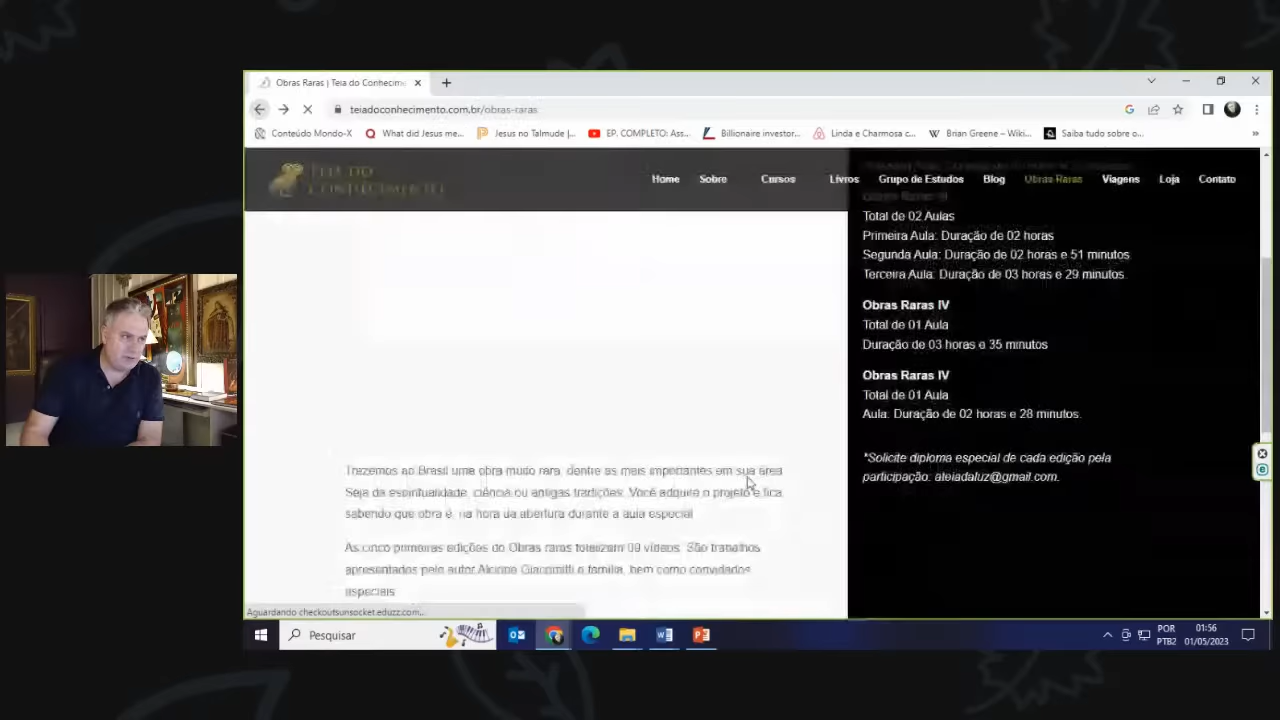 Obras Raras | Teia do Conhecim
teiadoconhecimento.com.br/obras-raras
Conteúdo Mondo-X
What did Jesus me...
Jesus no Talmude |...
EP. COMPLETO: Ass...
Billionaire investor...
Linda e Charmosa c...
Brian Greene – Wiki...
Saiba tudo sobre o...
TEIA DO
CONHECIMENTO
Home
Sobre
Cursos
Livros
Grupo de Estudos
Blog
Obras Raras
Viagens
Loja
Contato
Total de 02 Aulas
Primeira Aula: Duração de 02 horas
Segunda Aula: Duração de 02 horas e 51 minutos
Terceira Aula: Duração de 03 horas e 29 minutos.
Obras Raras IV
Total de 01 Aula
Duração de 03 horas e 35 minutos
Obras Raras IV
Total de 01 Aula
Aula: Duração de 02 horas e 28 minutos.
*Solicite diploma especial de cada edição pela
participação: ateiadaluz@gmail.com.
Trazemos ao Brasil uma obra muito rara, dentre as mais importantes em sua área
Seja da espiritualidade, ciência ou antigas tradições. Você adquire o projeto e fica
sabendo que obra é, na hora da abertura durante a aula especial
As cinco primeiras edições do Obras raras totalizam 09 vídeos. São trabalhos
apresentados pelo autor Alcione Giacomitti e família, bem como convidados
especiais
Aguardando checkoutsunsocket.eduzz.com...
Pesquisar
POR
PTB2
01:56
01/05/2023